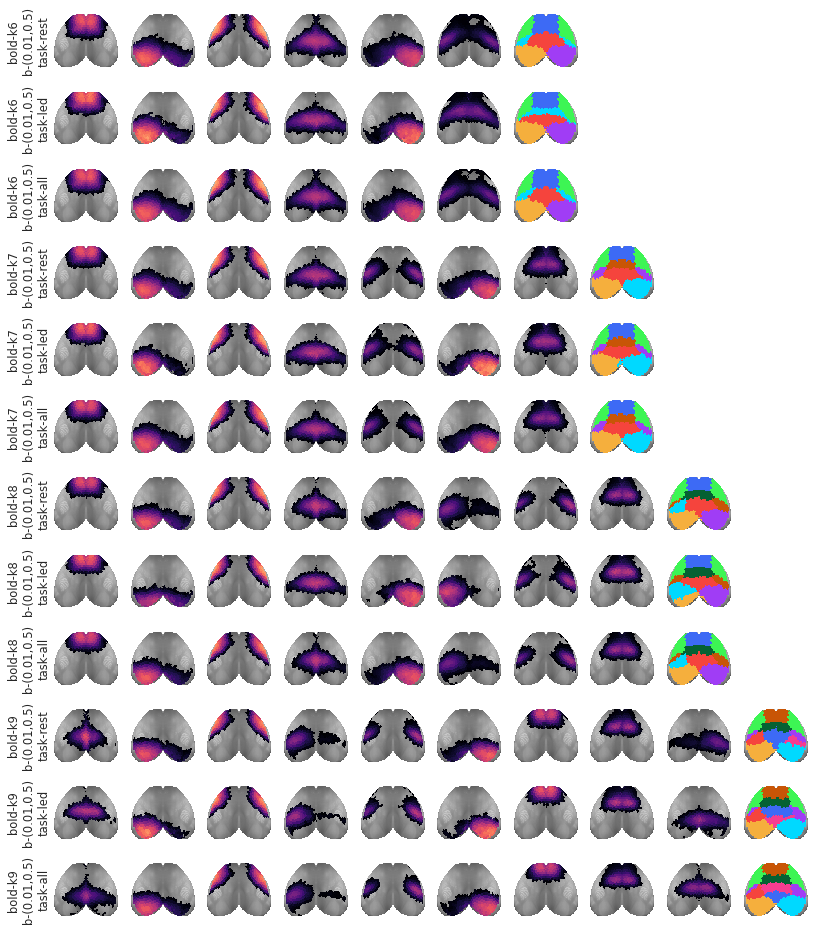 bold-k6
b-(0.01,0.5)
task-rest
bold-k6
b-(0.01,0.5)
task-led
bold-k6
b-(0.01,0.5)
task-all
bold-k7
b-(0.01,0.5)
task-rest
bold-k7
b-(0.01,0.5)
task-led
bold-k7
b-(0.01,0.5)
task-all
bold-k8
b-(0.01,0.5)
task-rest
bold-k8
b-(0.01,0.5)
task-led
bold-k8
b-(0.01,0.5)
task-all
bold-k9
b-(0.01,0.5)
task-rest
bold-k9
b-(0.01,0.5)
task-led
bold-k9
b-(0.01,0.5)
task-all